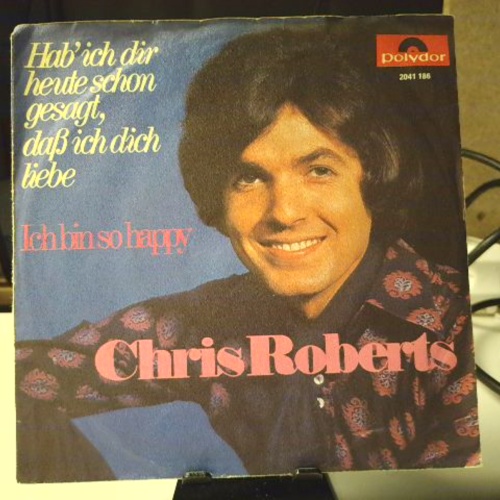 Hab' ich dir
heute schon
gesagt,
daß ich dich
liebe
Polydor
2041 186
Ich bin so happy
Chris Roberts